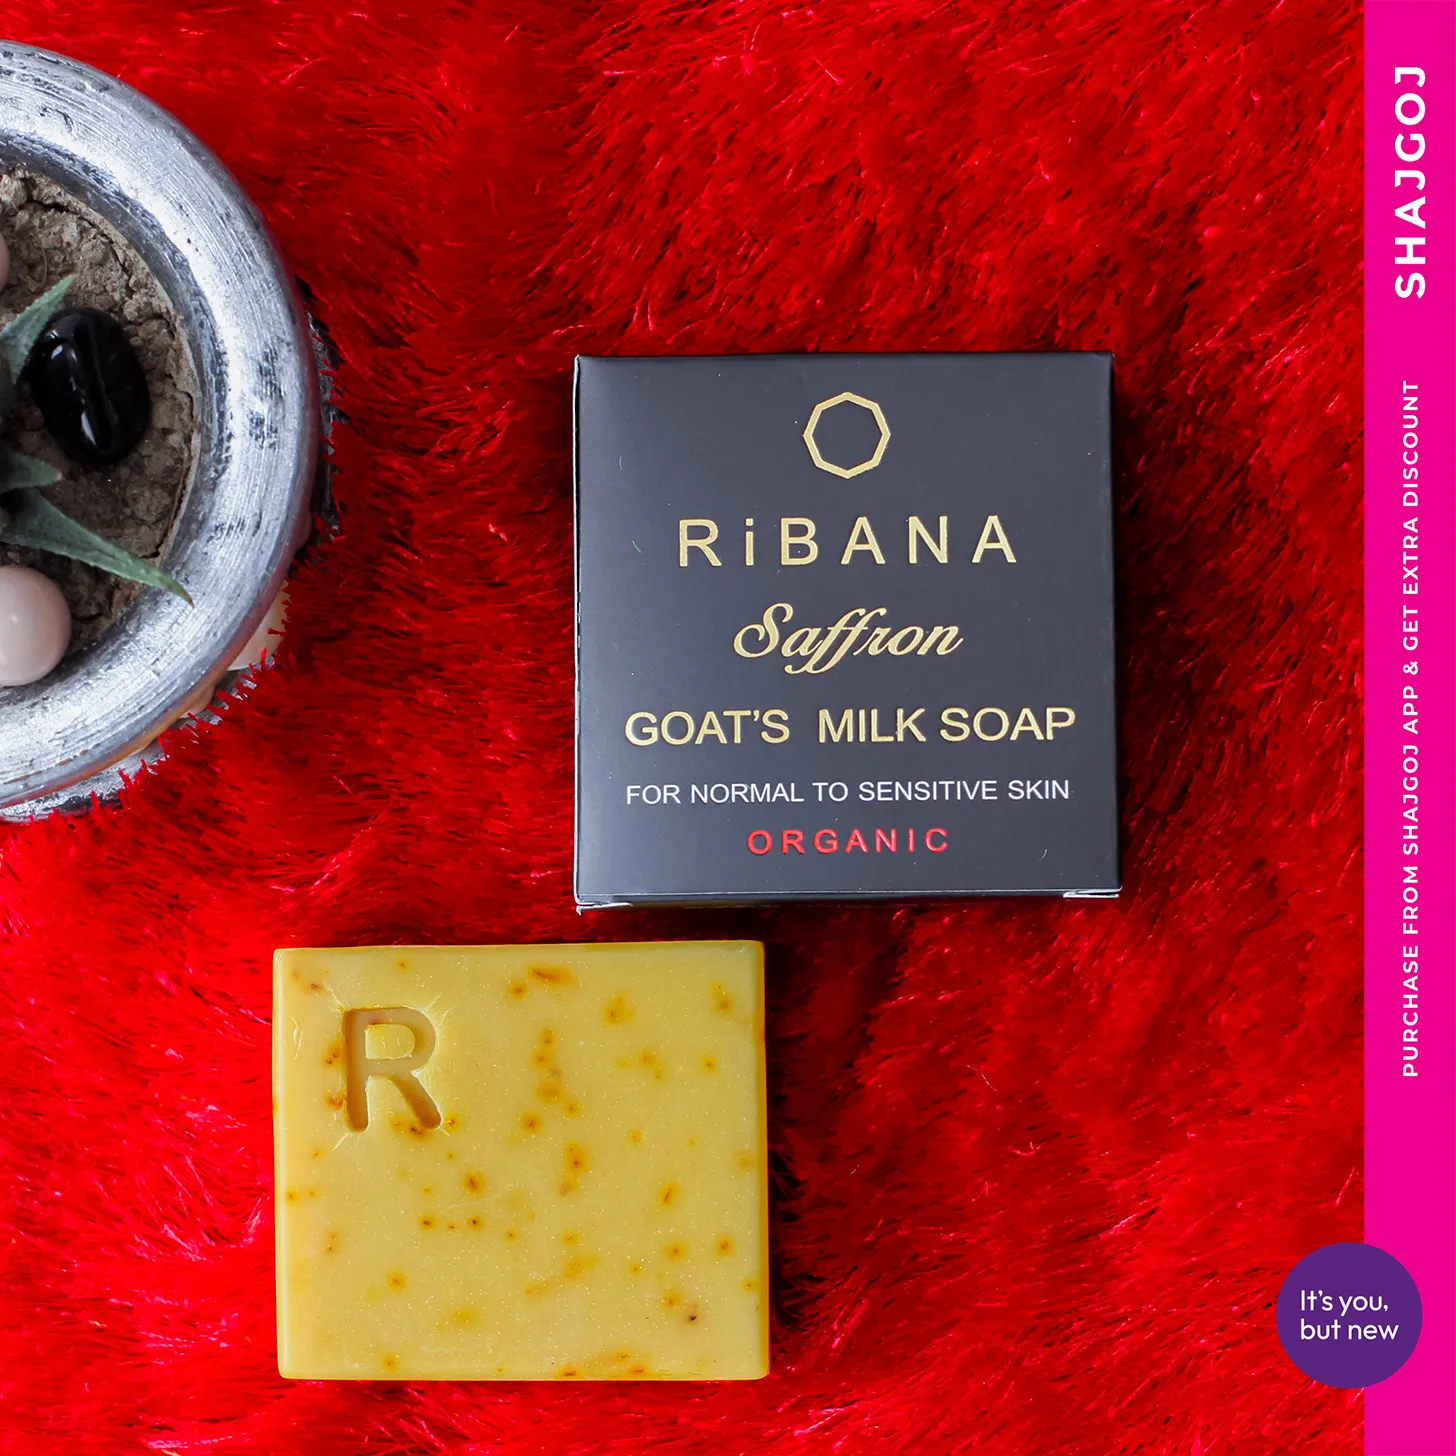 RiBANA
Saffron
GOAT'S MILK SOAP
FOR NORMAL TO SENSITIVE SKIN
ORGANIC
R
SHAJGOJ
PURCHASE FROM SHAJGOJ APP & GET EXTRA DISCOUNT
It's you,
but new